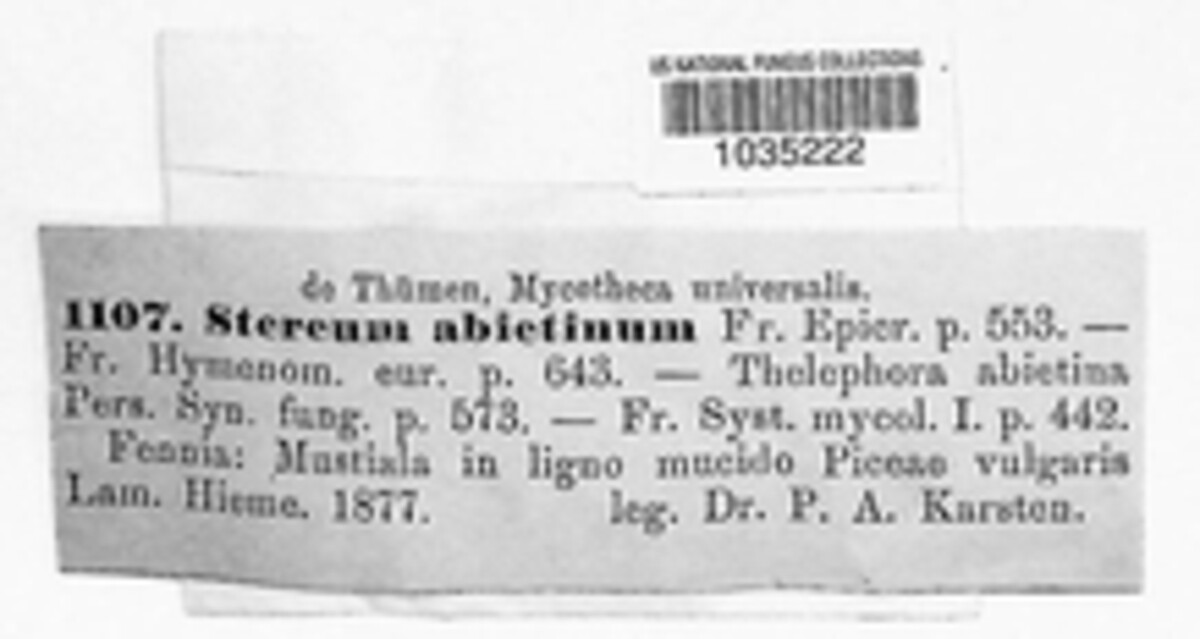 US NATIONAL FUNGUS COLLECTIONS
1035222
de Thümen, Mycotheca universalis.
1107. Stereum abietinum Fr. Epicr. p. 553. —
Fr. Hymenom. eur. p. 643. — Thelephora abietina
Pers. Syn. fung. p. 573. — Fr. Syst. mycol. I. p. 442.
Fennia: Mustiala in ligno mucido Piceae vulgaris
Lam. Hieme. 1877. leg. Dr. P. A. Karsten.